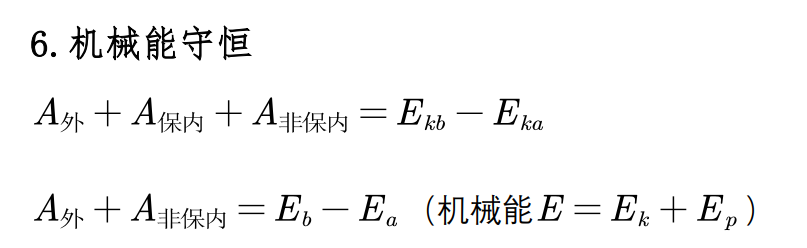 6. 机械能守恒
A外 + A保内 + A非保内 = Ekb − Eka
A外 + A非保内 = Eb − Ea（机械能E = Ek + Ep）